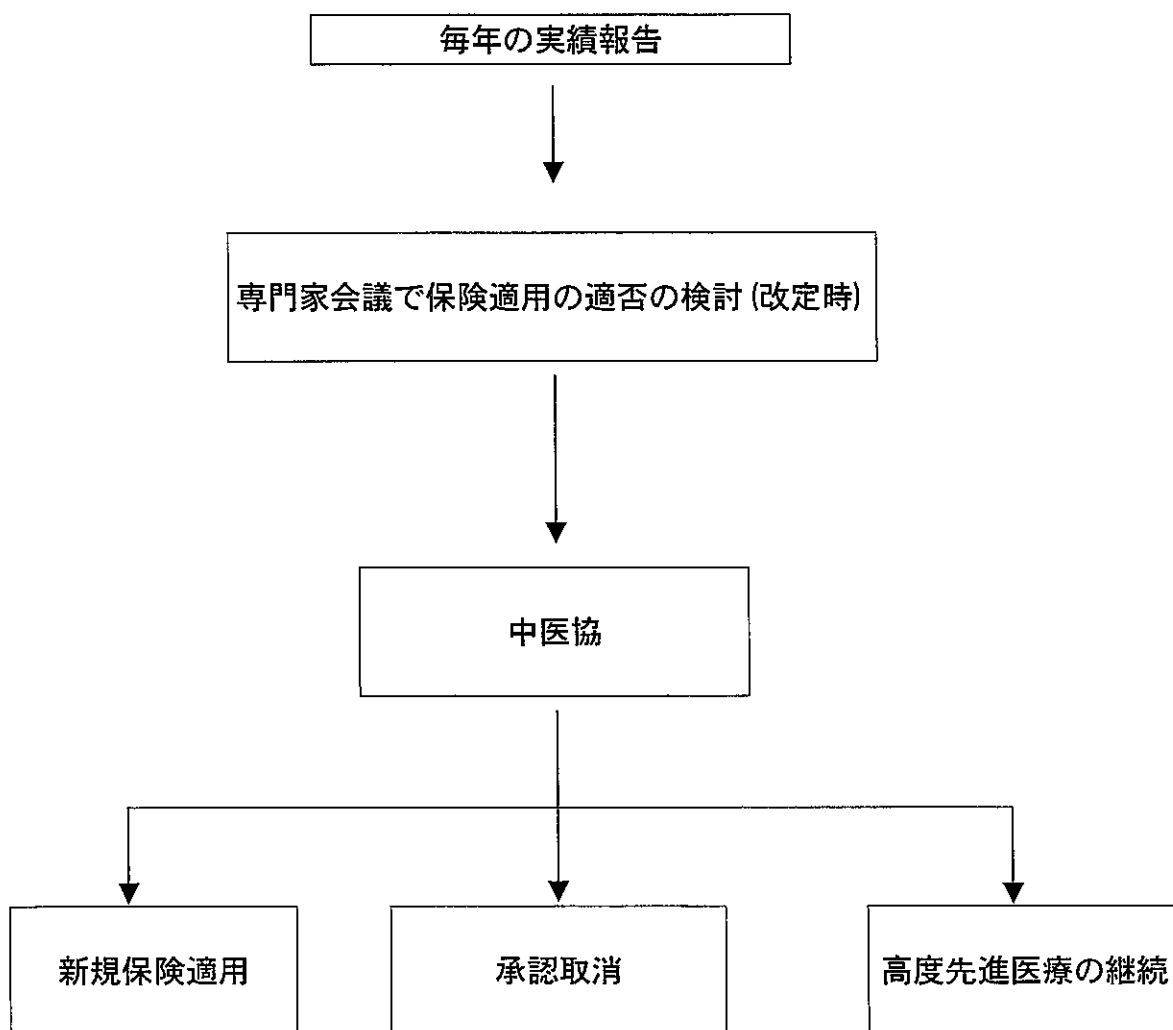 毎年の実績報告
専門家会議で保険適用の適否の検討(改定時)
中医協
新規保険適用
承認取消
高度先進医療の継続